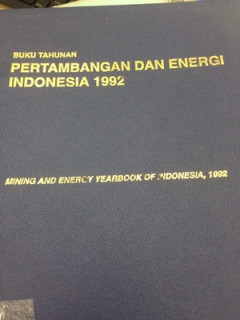 BUKU TAHUNAN
PERTAMBANGAN DAN ENERGI
INDONESIA 1992
MINING AND ENERGY YEARBOOK OF INDONESIA, 1992